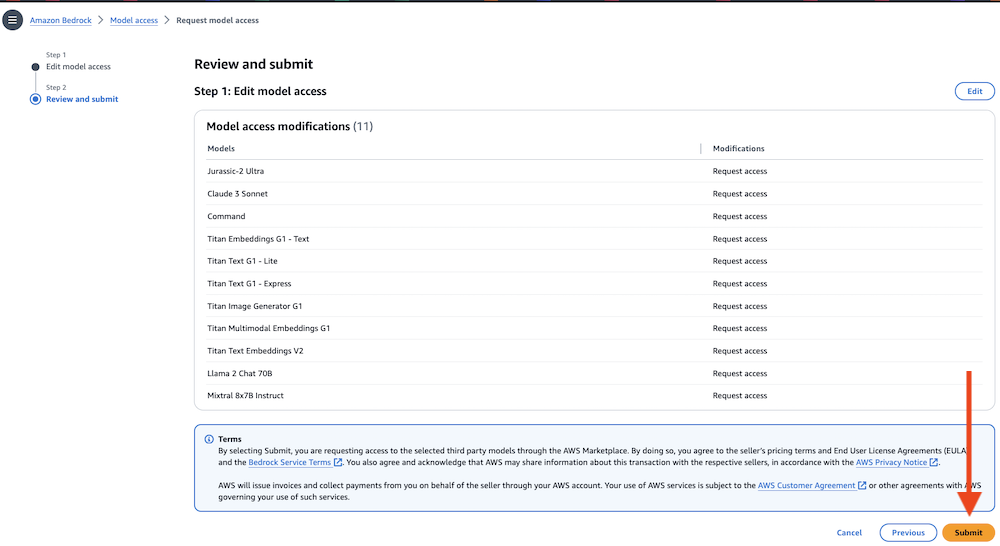 Amazon Bedrock > Model access > Request model access
Step 1
Edit model access
Step 2
Review and submit
Review and submit
Step 1: Edit model access
Edit
Model access modifications (11)
Models Modifications
Jurassic-2 Ultra Request access
Claude 3 Sonnet Request access
Command Request access
Titan Embeddings G1 - Text Request access
Titan Text G1 - Lite Request access
Titan Text G1 - Express Request access
Titan Image Generator G1 Request access
Titan Multimodal Embeddings G1 Request access
Titan Text Embeddings V2 Request access
Llama 2 Chat 70B Request access
Mixtral 8x7B Instruct Request access
Terms
By selecting Submit, you are requesting access to the selected third party models through the AWS Marketplace. By doing so, you agree to the seller's pricing terms and End User License Agreements (EULA)
and the Bedrock Service Terms. You also agree and acknowledge that AWS may share information about this transaction with the respective sellers, in accordance with the AWS Privacy Notice.
AWS will issue invoices and collect payments from you on behalf of the seller through your AWS account. Your use of AWS services is subject to the AWS Customer Agreement or other agreements with AWS
governing your use of such services.
Cancel Previous Submit